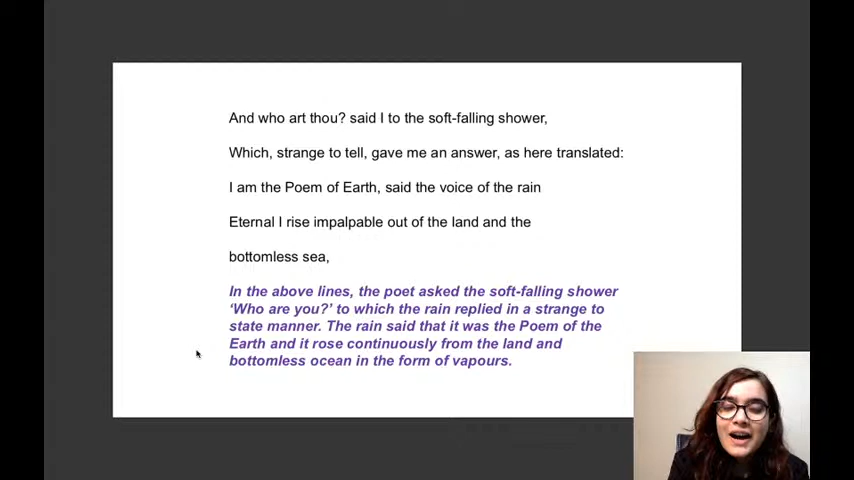 And who art thou? said I to the soft-falling shower,
Which, strange to tell, gave me an answer, as here translated:
I am the Poem of Earth, said the voice of the rain
Eternal I rise impalpable out of the land and the
bottomless sea,
In the above lines, the poet asked the soft-falling shower
‘Who are you?’ to which the rain replied in a strange to
state manner. The rain said that it was the Poem of the
Earth and it rose continuously from the land and
bottomless ocean in the form of vapours.